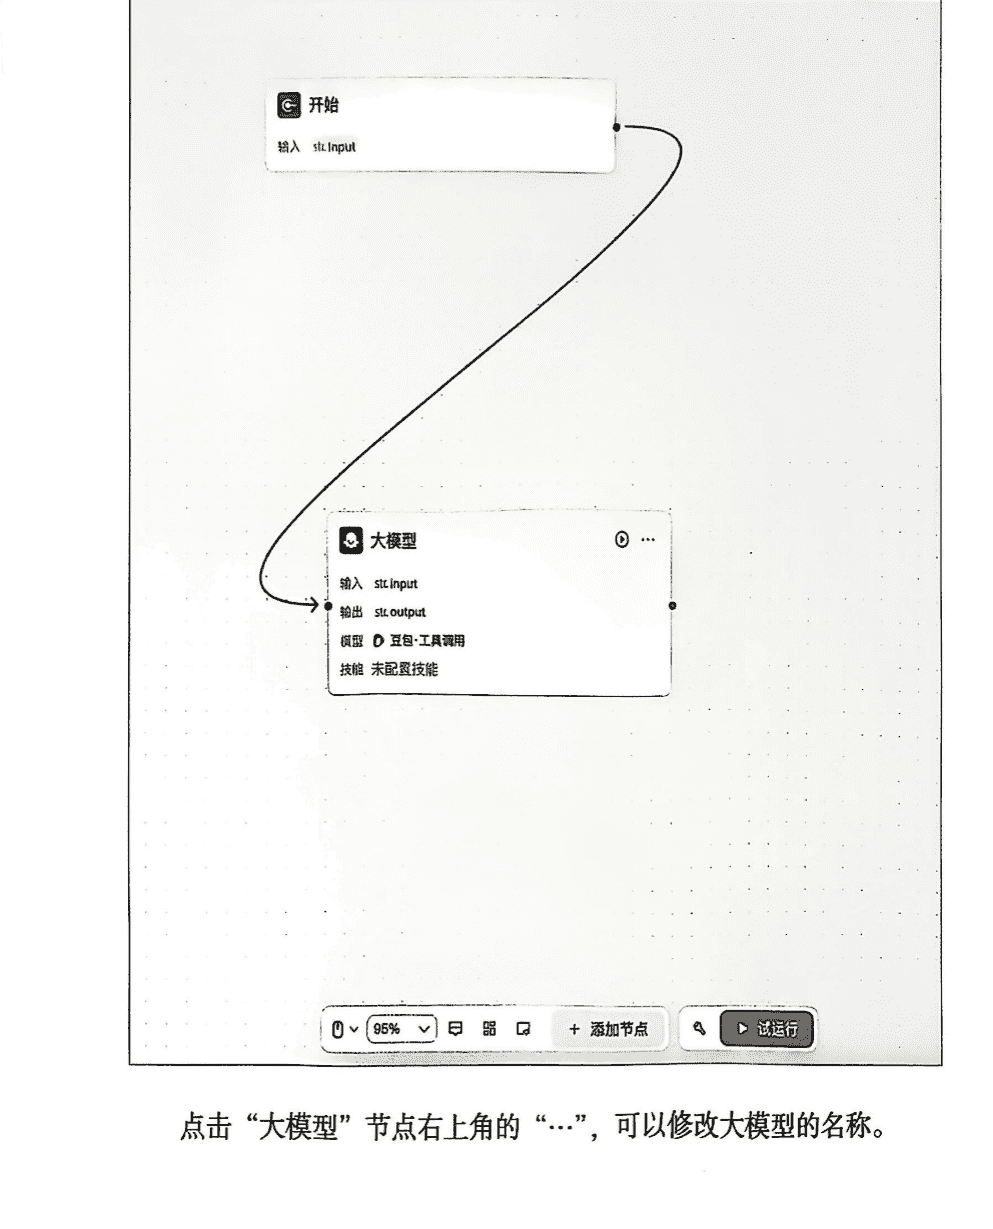 开始
输入 str.input
大模型 ···
输入 str.input
输出 str.output
模型 豆包·工具调用
技能 未配置技能
95% + 添加节点 试运行
点击“大模型”节点右上角的“…”，可以修改大模型的名称。